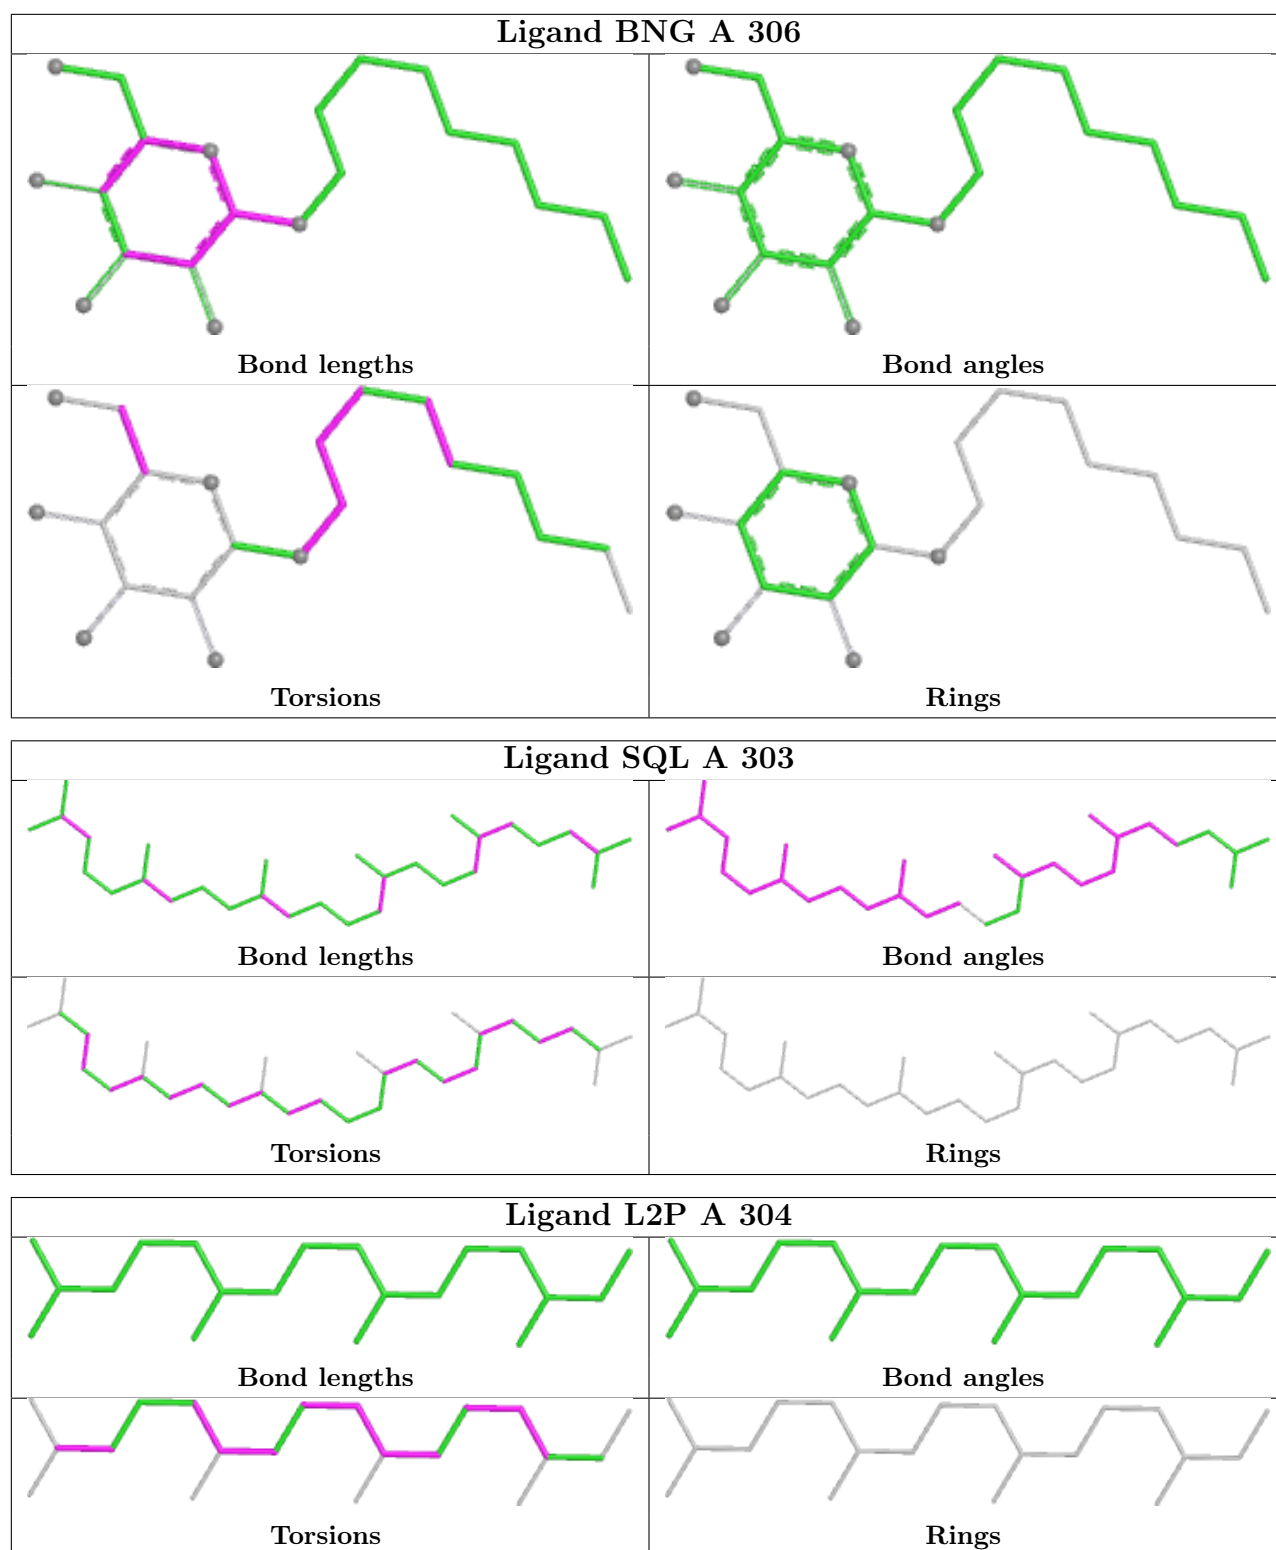 Ligand BNG A 306
Bond lengths
Bond angles
Torsions
Rings
Ligand SQL A 303
Bond lengths
Bond angles
Torsions
Rings
Ligand L2P A 304
Bond lengths
Bond angles
Torsions
Rings